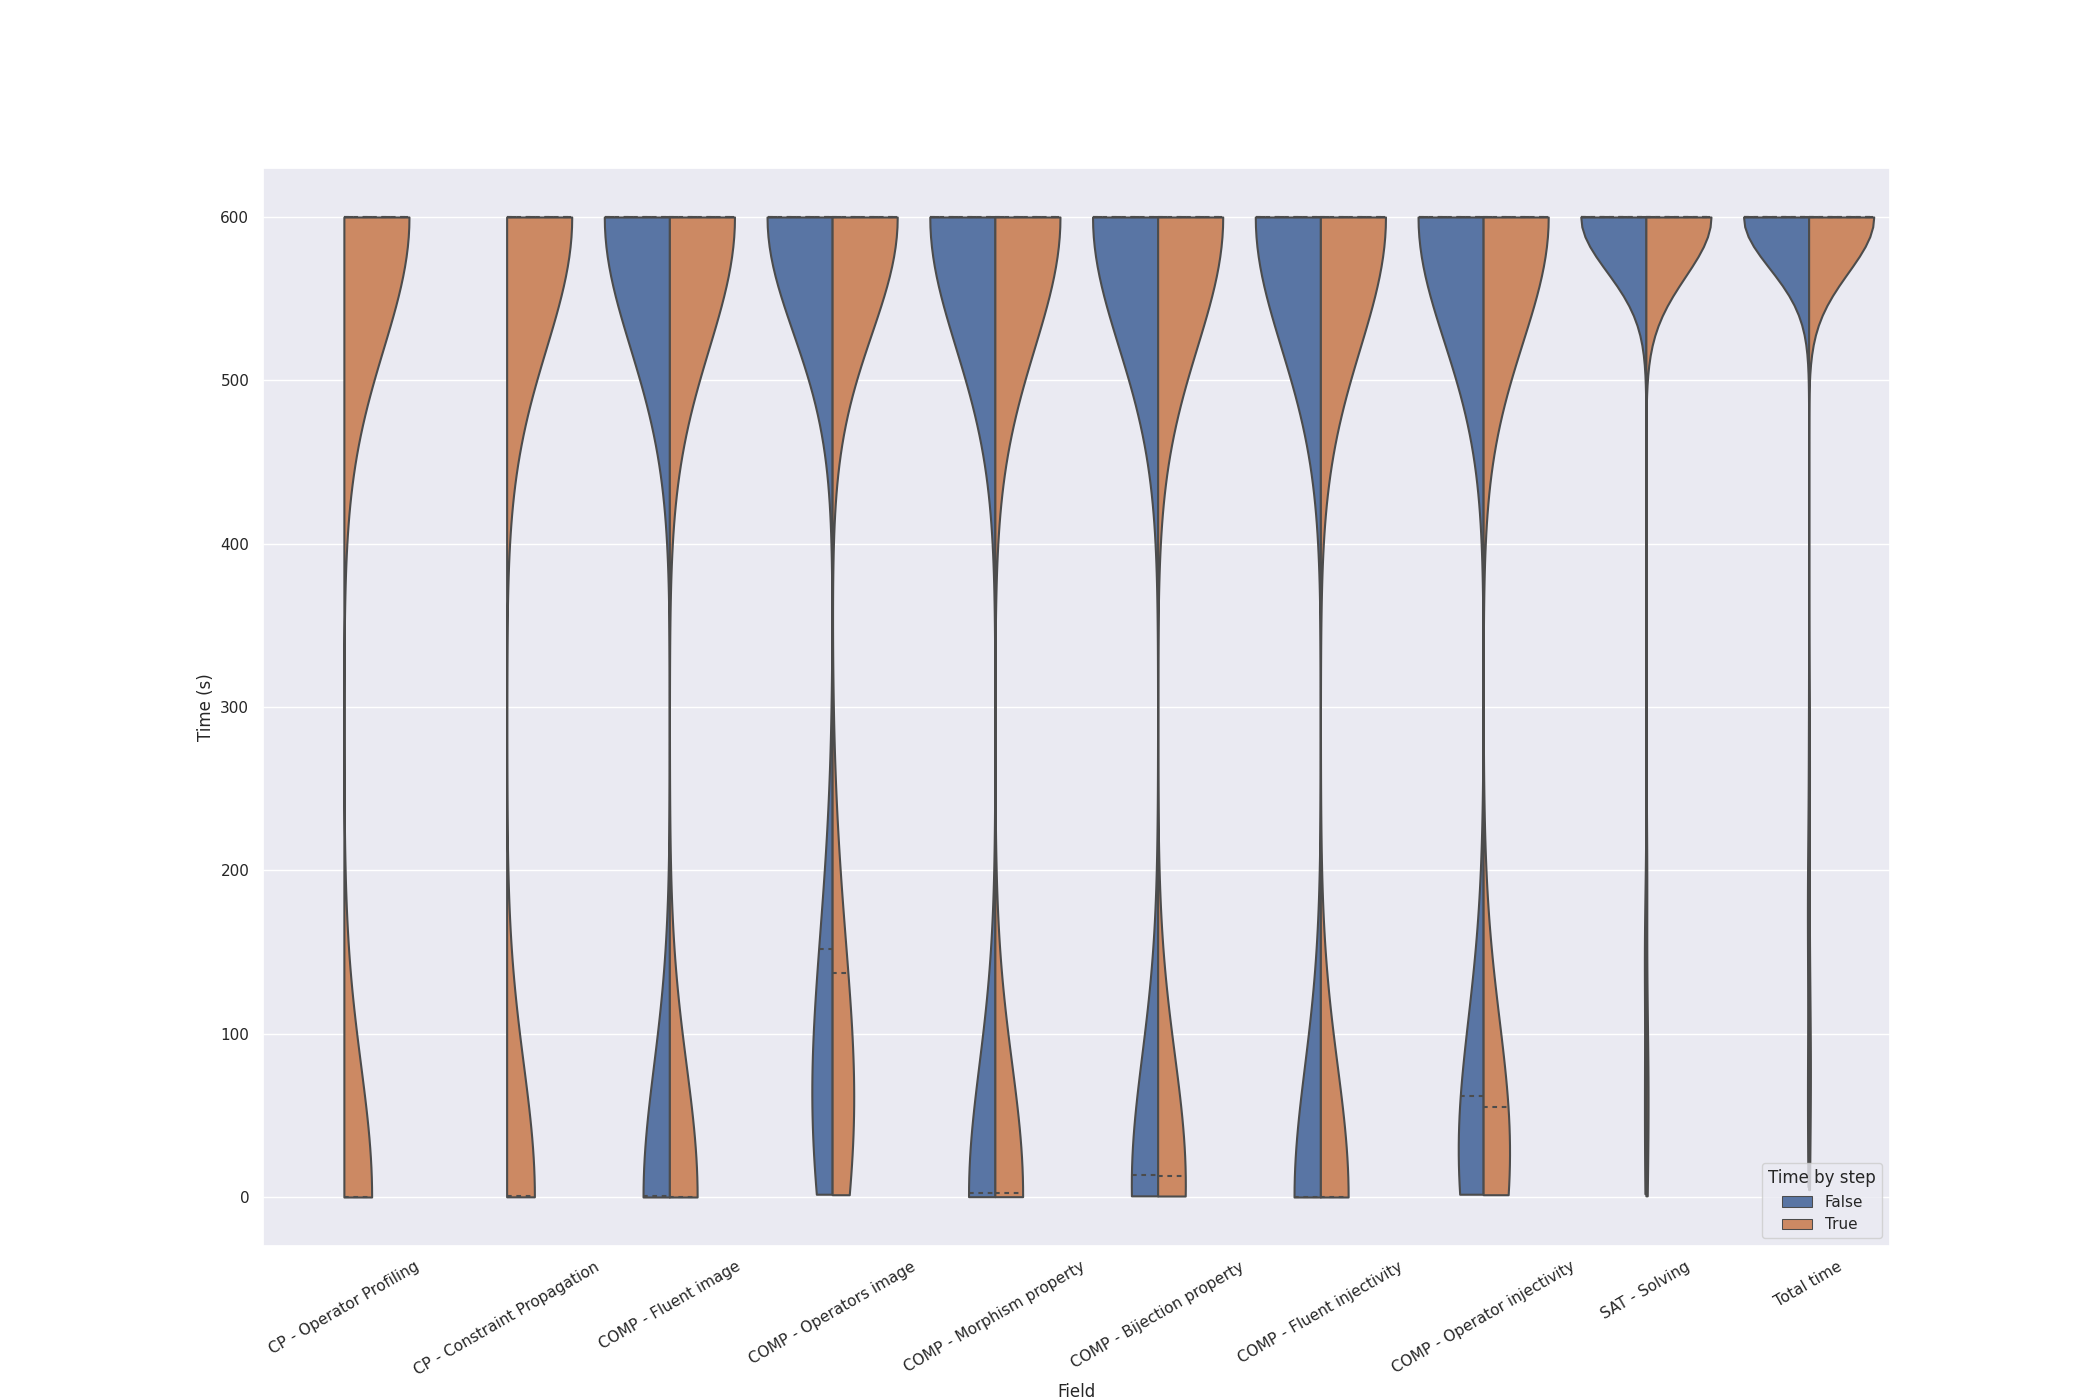 600
500
400
300
200
100
0
Time (s)
CP - Operator Profiling
CP - Constraint Propagation
COMP - Fluent image
COMP - Operators image
COMP - Morphism property
COMP - Bijection property
COMP - Fluent injectivity
COMP - Operator injectivity
SAT - Solving
Total time
Field
Time by step
False
True